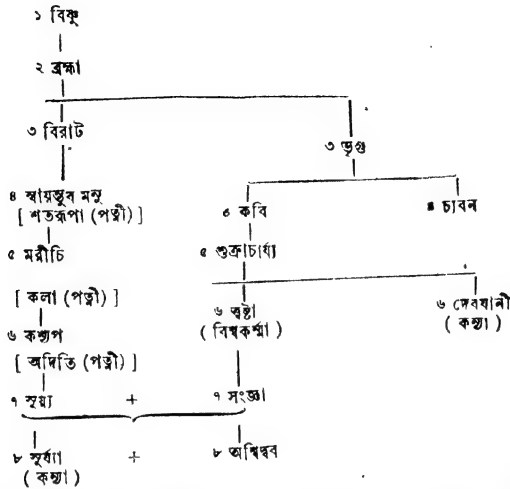 ১ বিষ্ণু
২ ব্রহ্মা
৩ বিরাট
৩ ভৃগু
৪ স্বায়ম্ভুব মনু
[ শতরূপা (পত্নী) ]
৪ কবি
৪ চ্যবন
৫ মরীচি
৫ শুক্রাচার্য্য
[ কলা (পত্নী) ]
৬ ত্বষ্টা
(বিশ্বকর্ম্মা)
৬ দেবযানী
(কন্যা)
৬ কশ্যপ
[ অদিতি (পত্নী) ]
৭ সূর্য্য + ৭ সংজ্ঞা
৮ সূর্য্যা + ৮ অশ্বিদ্বব
(কন্যা)